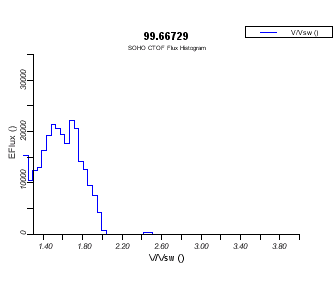 V/Vsw ()
99.66729
SOHO CTOF Flux Histogram
EFlux ()
30000
20000
10000
0
1.40 1.80 2.20 2.60 3.00 3.40 3.80
V/Vsw ()